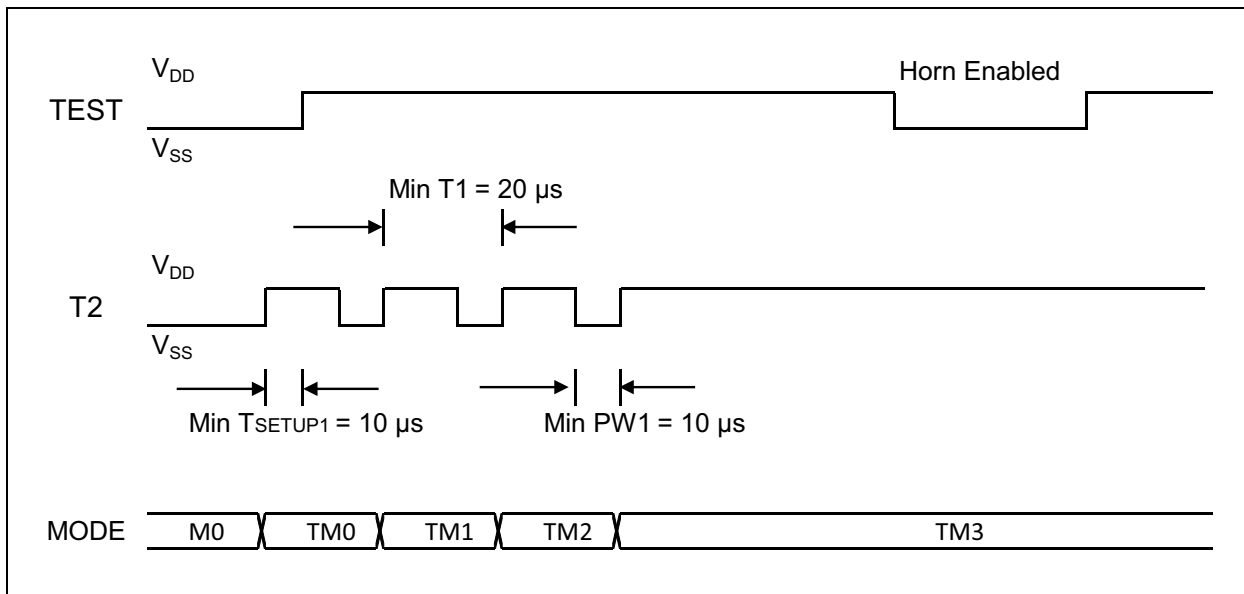 VDD
Horn Enabled
TEST
VSS
Min T1 = 20 µs
VDD
T2
VSS
Min TSETUP1 = 10 µs
Min PW1 = 10 µs
MODE
M0
TM0
TM1
TM2
TM3